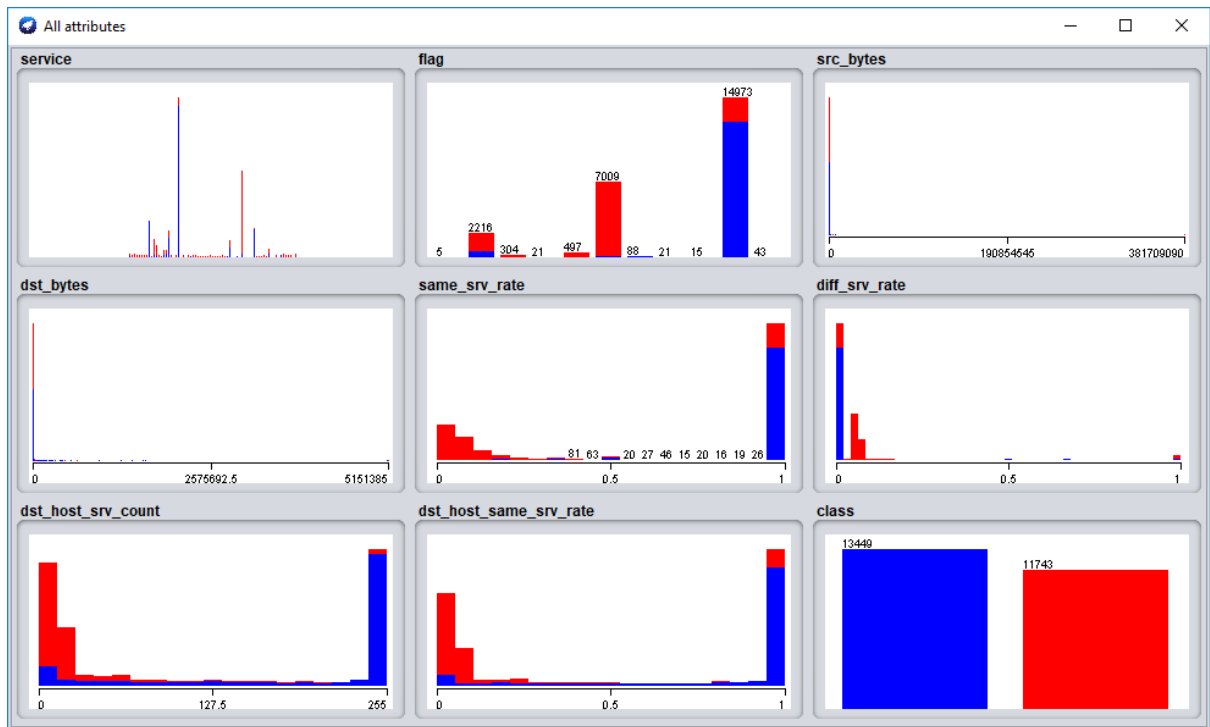 All attributes
service
flag
5
2216
304
21
497
7009
88
21
15
14973
43
src_bytes
0
190854545
381709090
dst_bytes
0
2575692.5
5151385
same_srv_rate
81 63 20 27 46 15 20 16 19 26
0
0.5
1
diff_srv_rate
0
0.5
1
dst_host_srv_count
0
127.5
255
dst_host_same_srv_rate
0
0.5
1
class
13449
11743